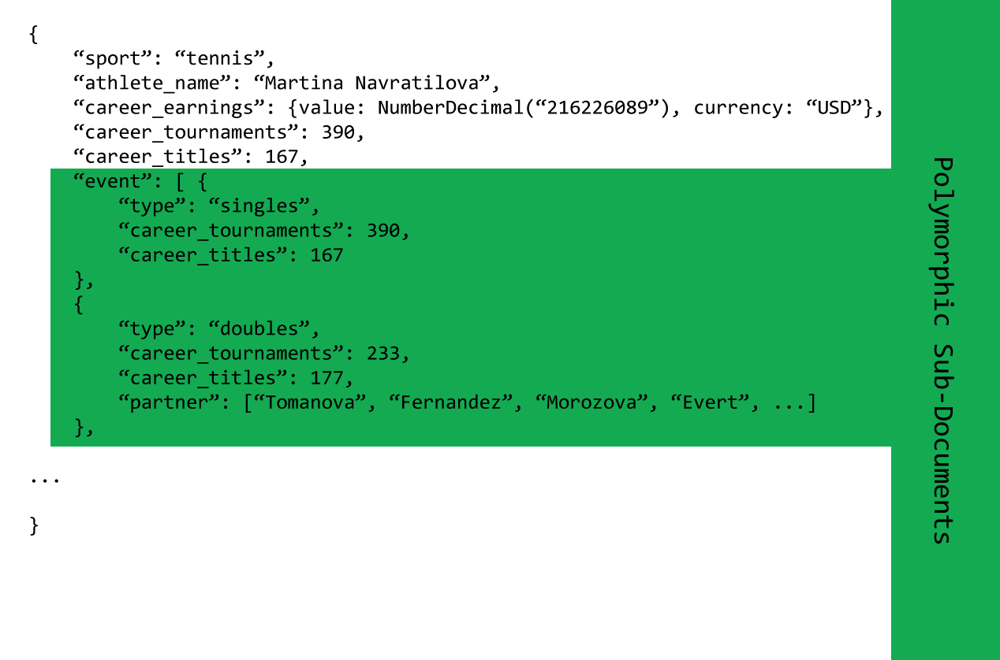 {
“sport”: “tennis”,
“athlete_name”: “Martina Navratilova”,
“career_earnings”: {value: NumberDecimal(“216226089”), currency: “USD”},
“career_tournaments”: 390,
“career_titles”: 167,
“event”: [ {
“type”: “singles”,
“career_tournaments”: 390,
“career_titles”: 167
},
{
“type”: “doubles”,
“career_tournaments”: 233,
“career_titles”: 177,
“partner”: [“Tomanova”, “Fernandez”, “Morozova”, “Evert”, ...]
},
...
}
Polymorphic Sub-Documents